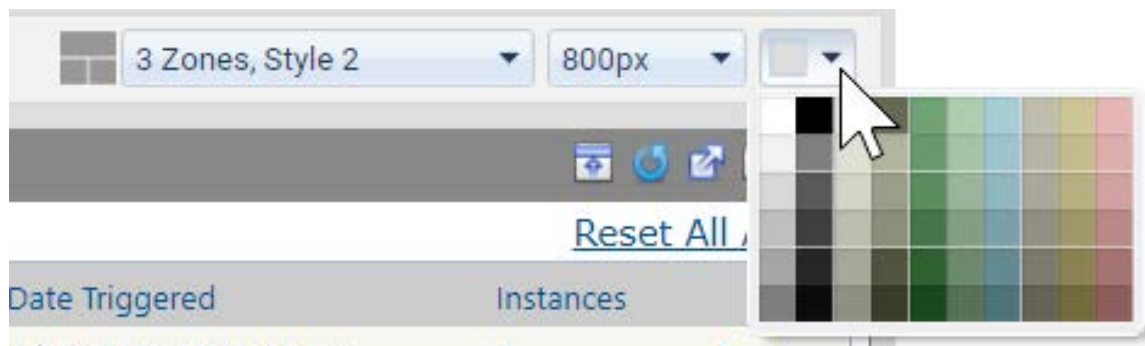 3 Zones, Style 2 800px
Reset All
Date Triggered Instances